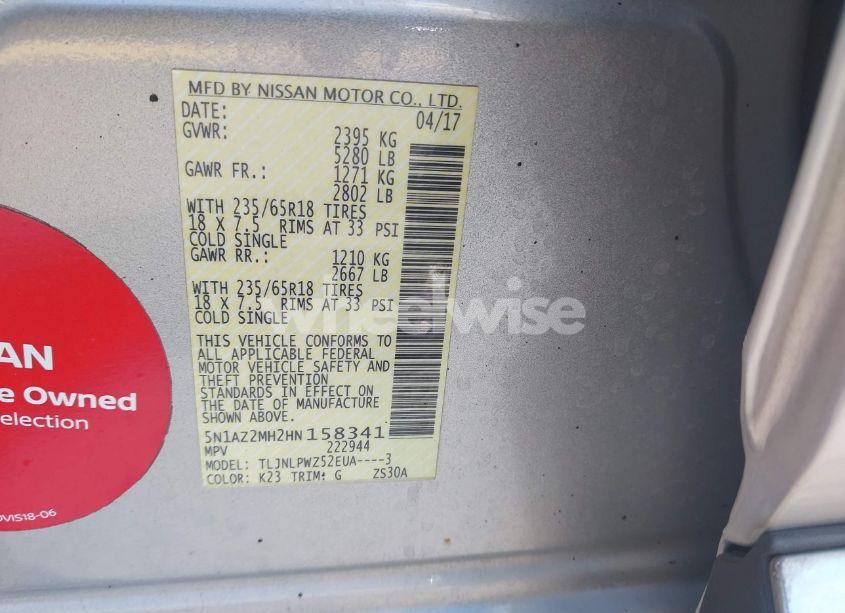 MFD BY NISSAN MOTOR CO., LTD.
DATE: 04/17
GVWR: 2395 KG
5280 LB
GAWR FR.: 1271 KG
2802 LB
WITH 235/65R18 TIRES
18 X 7.5 RIMS AT 33 PSI
COLD SINGLE
GAWR RR.: 1210 KG
2667 LB
WITH 235/65R18 TIRES
18 X 7.5 RIMS AT 33 PSI
COLD SINGLE
THIS VEHICLE CONFORMS TO
ALL APPLICABLE FEDERAL
MOTOR VEHICLE SAFETY AND
THEFT PREVENTION
STANDARDS IN EFFECT ON
THE DATE OF MANUFACTURE
SHOWN ABOVE.
5N1AZ2MH2HN158341
MPV 222944
MODEL: TLJNLPWZ52EUA----3
COLOR: K23 TRIM: G ZS30A
wheelwise
AN
e Owned
election
OVIS18-06